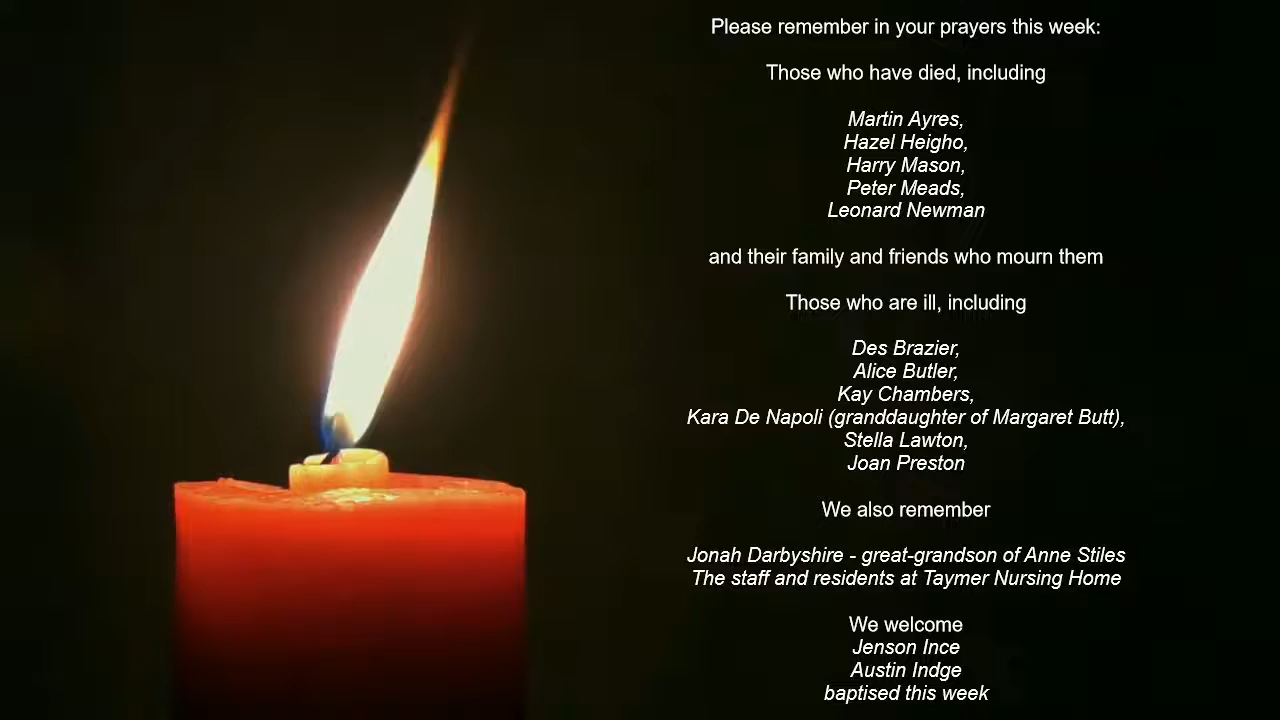 Please remember in your prayers this week:
Those who have died, including
Martin Ayres,
Hazel Heigho,
Harry Mason,
Peter Meads,
Leonard Newman
and their family and friends who mourn them
Those who are ill, including
Des Brazier,
Alice Butler,
Kay Chambers,
Kara De Napoli (granddaughter of Margaret Butt),
Stella Lawton,
Joan Preston
We also remember
Jonah Darbyshire - great-grandson of Anne Stiles
The staff and residents at Taymer Nursing Home
We welcome
Jenson Ince
Austin Indge
baptised this week